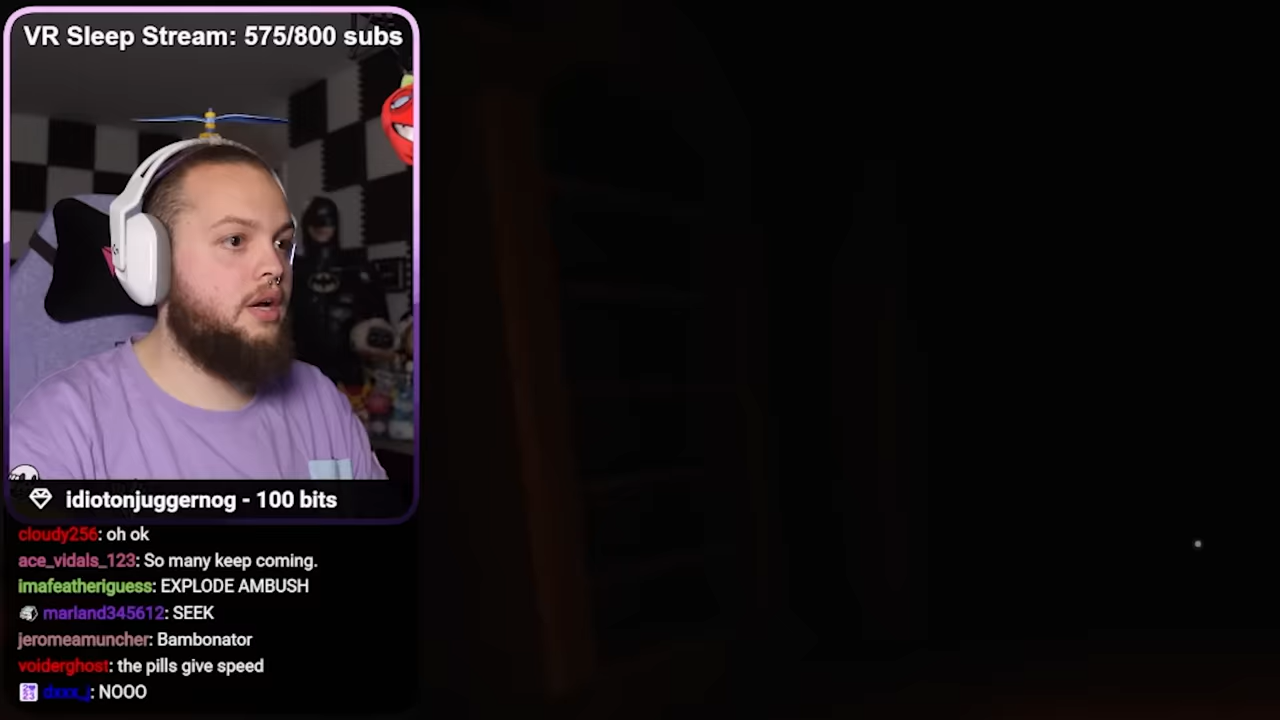 VR Sleep Stream: 575/800 subs
idiotonjuggernog - 100 bits
cloudy256: oh ok
ace_vidals_123: So many keep coming.
imafeatheriguess: EXPLODE AMBUSH
marland345612: SEEK
jeromeamuncher: Bambonator
voiderghost: the pills give speed
dxxx_j: NOOO